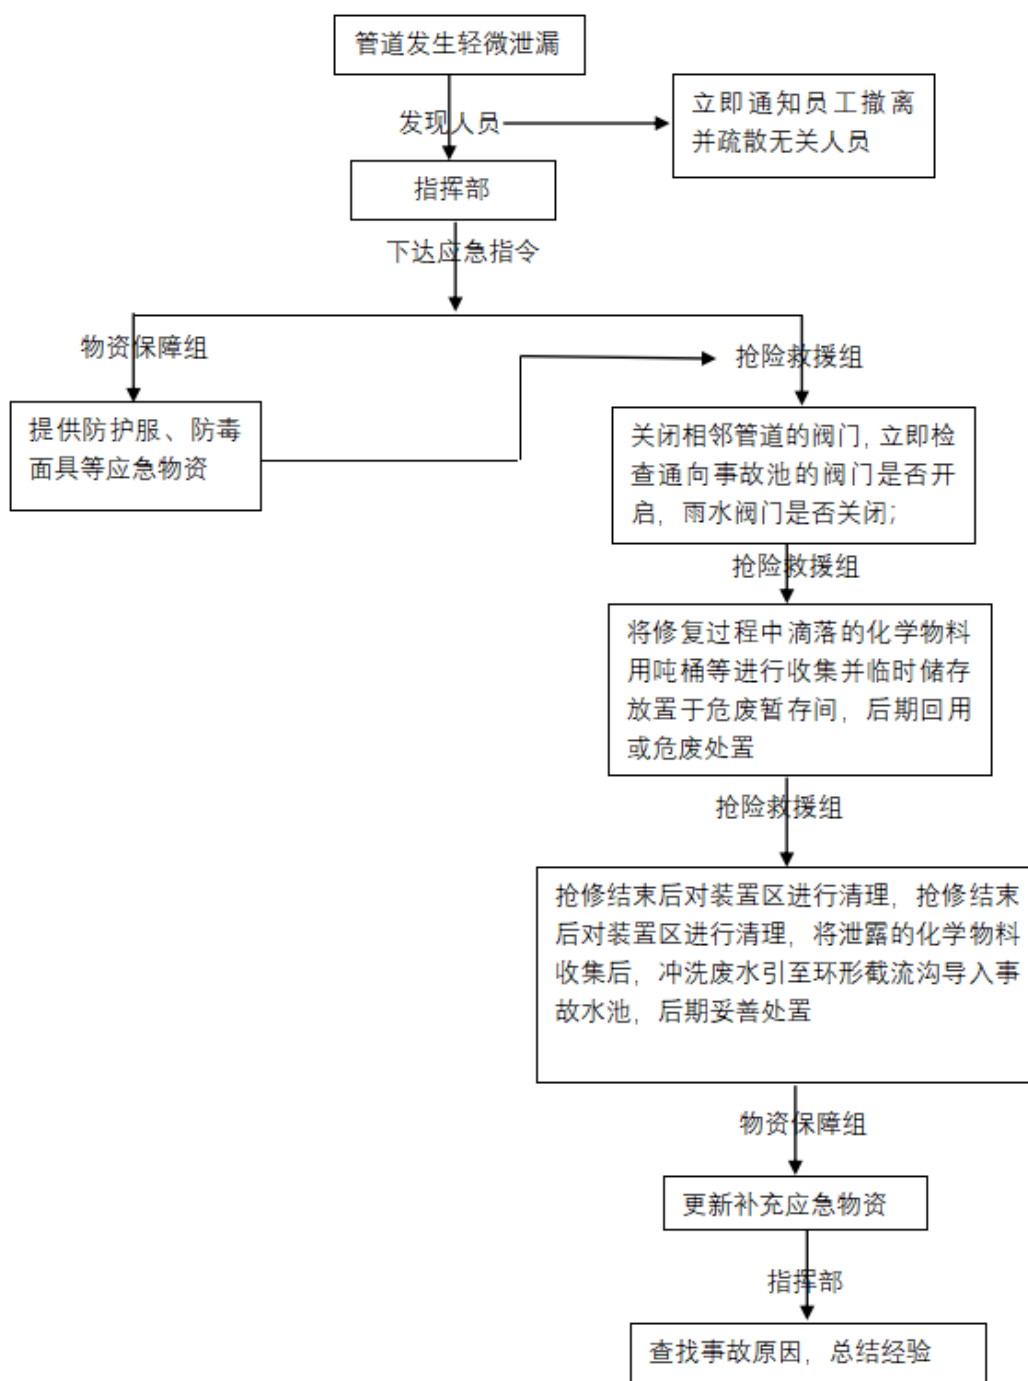 管道发生轻微泄漏
发现人员
立即通知员工撤离
并疏散无关人员
指挥部
下达应急指令
物资保障组
抢险救援组
提供防护服、防毒
面具等应急物资
关闭相邻管道的阀门，立即检
查通向事故池的阀门是否开
启，雨水阀门是否关闭；
抢险救援组
将修复过程中滴落的化学物料
用吨桶等进行收集并临时储存
放置于危废暂存间，后期回用
或危废处置
抢险救援组
抢修结束后对装置区进行清理，抢修结束
后对装置区进行清理，将泄露的化学物料
收集后，冲洗废水引至环形截流沟导入事
故水池，后期妥善处置
物资保障组
更新补充应急物资
指挥部
查找事故原因，总结经验